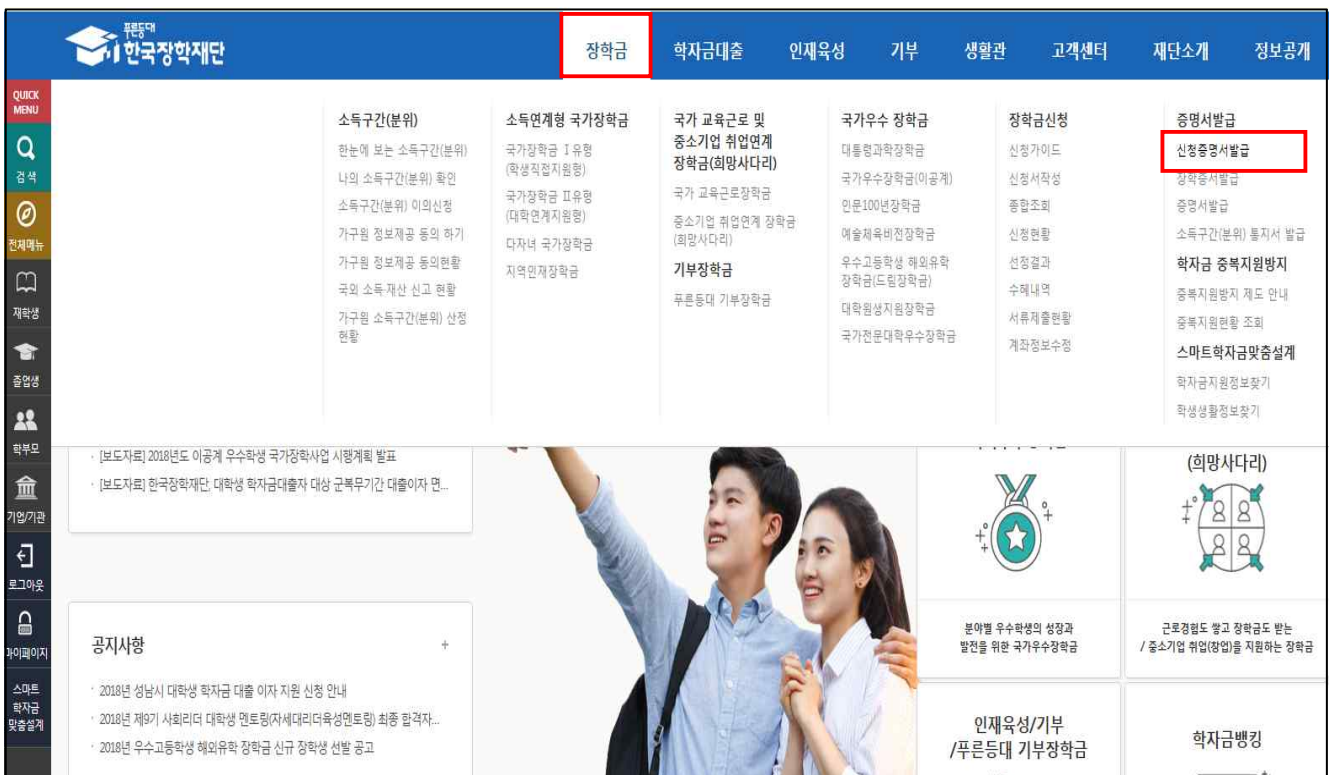 푸른등대
한국장학재단
장학금
학자금대출
인재육성
기부
생활관
고객센터
재단소개
정보공개
QUICK
MENU
검색
전체메뉴
재학생
졸업생
학부모
기업/기관
로그아웃
마이페이지
스마트
학자금
맞춤설계
소득구간(분위)
한눈에 보는 소득구간(분위)
나의 소득구간(분위) 확인
소득구간(분위) 이의신청
가구원 정보제공 동의 하기
가구원 정보제공 동의현황
국외 소득·재산 신고 현황
가구원 소득구간(분위) 산정
현황
소득연계형 국가장학금
국가장학금 Ⅰ유형
(학생직접지원형)
국가장학금 Ⅱ유형
(대학연계지원형)
다자녀 국가장학금
지역인재장학금
국가 교육근로 및
중소기업 취업연계
장학금(희망사다리)
국가 교육근로장학금
중소기업 취업연계 장학금
(희망사다리)
기부장학금
푸른등대 기부장학금
국가우수 장학금
대통령과학장학금
국가우수장학금(이공계)
인문100년장학금
예술체육비전장학금
우수고등학생 해외유학
장학금(드림장학금)
대학원생지원장학금
국가전문대학우수장학금
장학금신청
신청가이드
신청서작성
종합조회
신청현황
선정결과
수혜내역
서류제출현황
계좌정보수정
증명서발급
신청증명서발급
장학증서발급
증명서발급
소득구간(분위) 통지서 발급
학자금 중복지원방지
중복지원방지 제도 안내
중복지원현황 조회
스마트학자금맞춤설계
학자금지원정보찾기
학생생활정보찾기
· [보도자료] 2018년도 이공계 우수학생 국가장학사업 시행계획 발표
· [보도자료] 한국장학재단, 대학생 학자금대출자 대상 군복무기간 대출이자 면...
공지사항
+
· 2018년 성남시 대학생 학자금 대출 이자 지원 신청 안내
· 2018년 제9기 사회리더 대학생 멘토링(차세대리더육성멘토링) 최종 합격자...
· 2018년 우수고등학생 해외유학 장학금 신규 장학생 선발 공고
분야별 우수학생의 성장과
발전을 위한 국가우수장학금
(희망사다리)
근로경험도 쌓고 장학금도 받는
/ 중소기업 취업(창업)을 지원하는 장학금
인재육성/기부
/푸른등대 기부장학금
학자금뱅킹